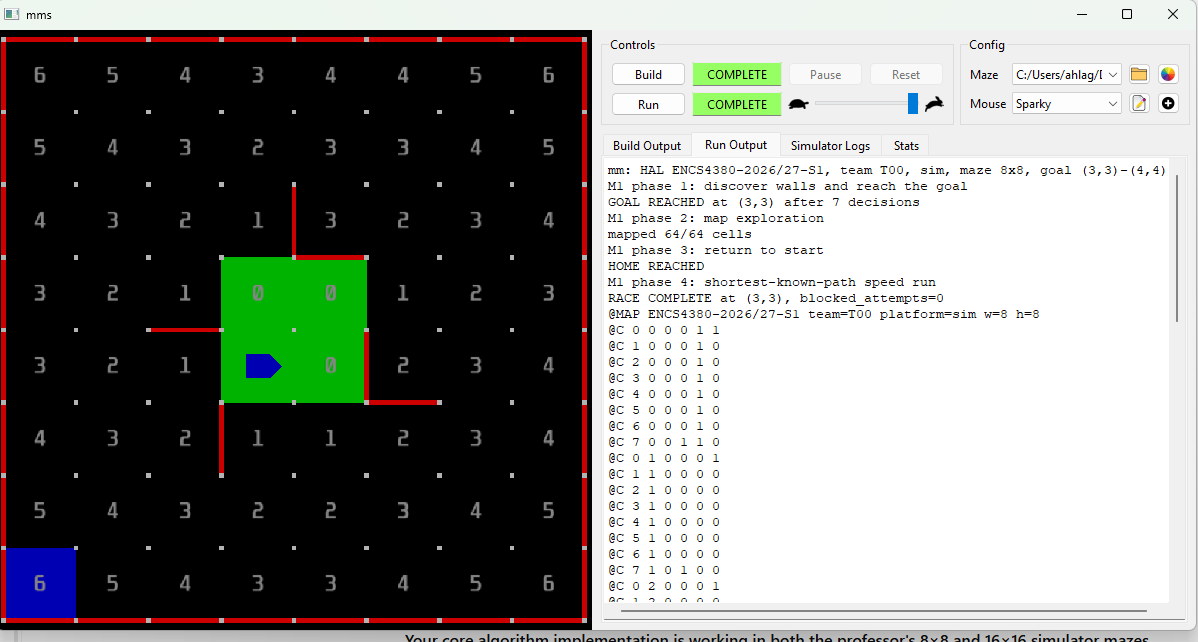 mms
6 5 4 3 4 4 5 6
5 4 3 2 3 3 4 5
4 3 2 1 3 2 3 4
3 2 1 0 0 1 2 3
3 2 1 0 2 3 4
4 3 2 1 1 2 3 4
5 4 3 2 2 3 4 5
6 5 4 3 3 4 5 6
Controls
Build COMPLETE Pause Reset
Run COMPLETE
Config
Maze C:/Users/ahlag/I
Mouse Sparky
Build Output Run Output Simulator Logs Stats
mm: HAL ENCS4380-2026/27-S1, team T00, sim, maze 8x8, goal (3,3)-(4,4)
M1 phase 1: discover walls and reach the goal
GOAL REACHED at (3,3) after 7 decisions
M1 phase 2: map exploration
mapped 64/64 cells
M1 phase 3: return to start
HOME REACHED
M1 phase 4: shortest-known-path speed run
RACE COMPLETE at (3,3), blocked_attempts=0
@MAP ENCS4380-2026/27-S1 team=T00 platform=sim w=8 h=8
@C 0 0 0 0 1 1
@C 1 0 0 0 1 0
@C 2 0 0 0 1 0
@C 3 0 0 0 1 0
@C 4 0 0 0 1 0
@C 5 0 0 0 1 0
@C 6 0 0 0 1 0
@C 7 0 0 1 1 0
@C 0 1 0 0 0 1
@C 1 1 0 0 0 0
@C 2 1 0 0 0 0
@C 3 1 0 0 0 0
@C 4 1 0 0 0 0
@C 5 1 0 0 0 0
@C 6 1 0 0 0 0
@C 7 1 0 1 0 0
@C 0 2 0 0 0 1
@C 1 2 0 0 0 0
Your core algorithm implementation is working in both the professor's 8×8 and 16×16 simulator mazes